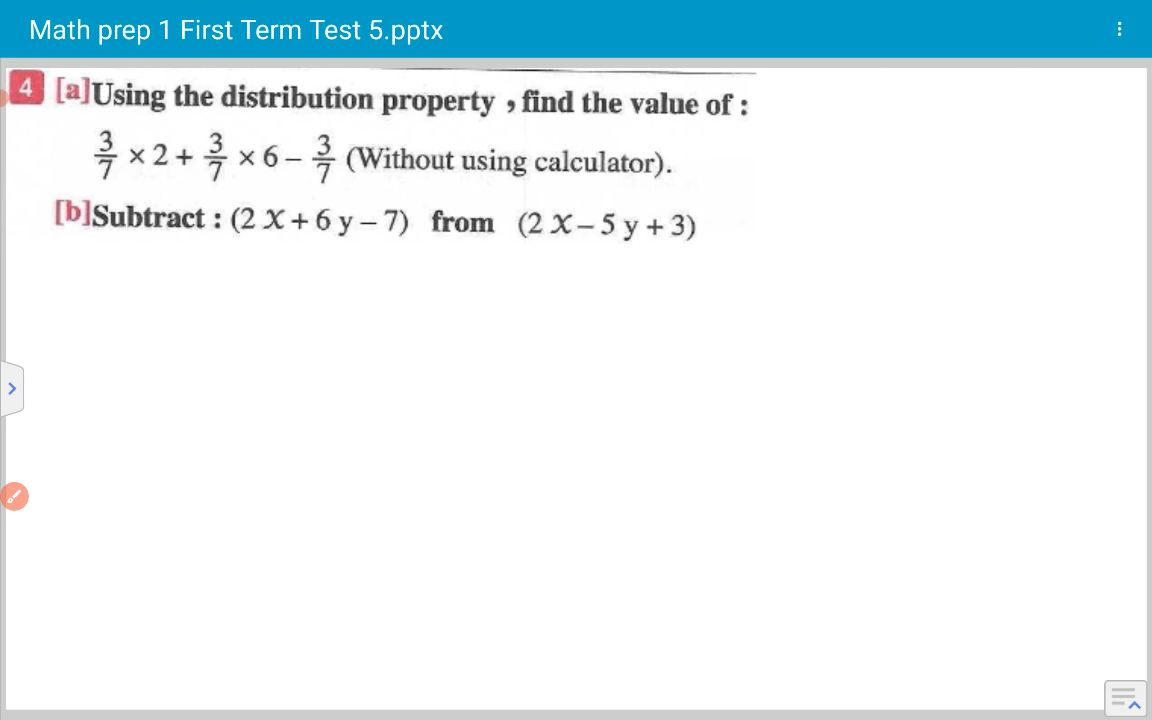 Math prep 1 First Term Test 5.pptx
4 [a]Using the distribution property , find the value of :
3/7 × 2 + 3/7 × 6 – 3/7 (Without using calculator).
[b]Subtract : (2 X + 6 y – 7) from (2 X – 5 y + 3)